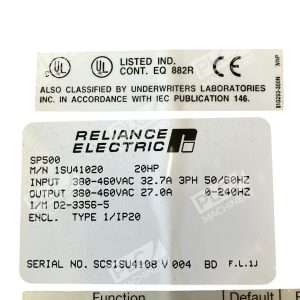 LISTED IND.
CONT. EQ 882R
ALSO CLASSIFIED BY UNDERWRITERS LABORATORIES
INC. IN ACCORDANCE WITH IEC PUBLICATION 146.
RELIANCE
ELECTRIC
SP500
M/N 1SU41020 20HP
INPUT 380-460VAC 32.7A 3PH 50/60HZ
OUTPUT 380-460VAC 27.0A 0-240HZ
I/M D2-3356-5
ENCL. TYPE 1/IP20
SERIAL NO. SCS1SU4108 V 004 BD F.L.1J
Function Default